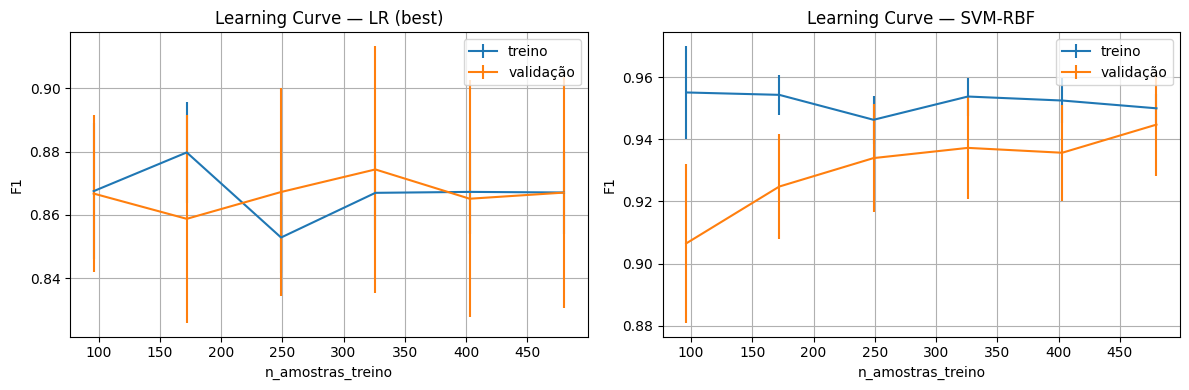 Learning Curve — LR (best)
treino
validação
F1
0.90
0.88
0.86
0.84
100 150 200 250 300 350 400 450
n_amostras_treino
Learning Curve — SVM-RBF
treino
validação
F1
0.96
0.94
0.92
0.90
0.88
100 150 200 250 300 350 400 450
n_amostras_treino